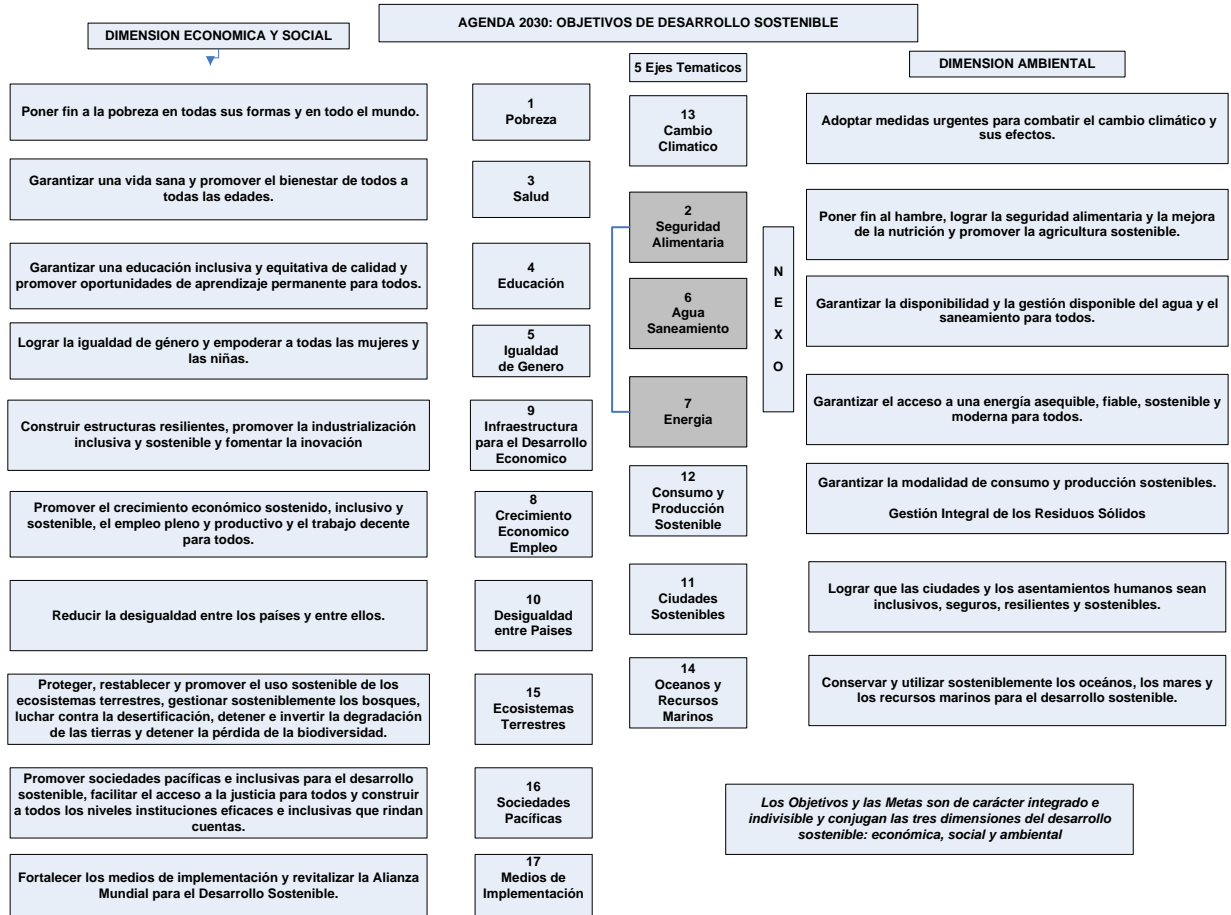 AGENDA 2030: OBJETIVOS DE DESARROLLO SOSTENIBLE
DIMENSION ECONOMICA Y SOCIAL
Poner fin a la pobreza en todas sus formas y en todo el mundo.
1
Pobreza
Garantizar una vida sana y promover el bienestar de todos a
todas las edades.
3
Salud
Garantizar una educación inclusiva y equitativa de calidad y
promover oportunidades de aprendizaje permanente para todos.
4
Educación
Lograr la igualdad de género y empoderar a todas las mujeres y
las niñas.
5
Igualdad
de Genero
Construir estructuras resilientes, promover la industrialización
inclusiva y sostenible y fomentar la inovación
9
Infraestructura
para el Desarrollo
Economico
Promover el crecimiento económico sostenido, inclusivo y
sostenible, el empleo pleno y productivo y el trabajo decente
para todos.
8
Crecimiento
Economico
Empleo
Reducir la desigualdad entre los países y entre ellos.
10
Desigualdad
entre Paises
Proteger, restablecer y promover el uso sostenible de los
ecosistemas terrestres, gestionar sosteniblemente los bosques,
luchar contra la desertificación, detener e invertir la degradación
de las tierras y detener la pérdida de la biodiversidad.
15
Ecosistemas
Terrestres
Promover sociedades pacíficas e inclusivas para el desarrollo
sostenible, facilitar el acceso a la justicia para todos y construir
a todos los niveles instituciones eficaces e inclusivas que rindan
cuentas.
16
Sociedades
Pacíficas
Fortalecer los medios de implementación y revitalizar la Alianza
Mundial para el Desarrollo Sostenible.
17
Medios de
Implementación
5 Ejes Tematicos
DIMENSION AMBIENTAL
13
Cambio
Climatico
Adoptar medidas urgentes para combatir el cambio climático y
sus efectos.
2
Seguridad
Alimentaria
Poner fin al hambre, lograr la seguridad alimentaria y la mejora
de la nutrición y promover la agricultura sostenible.
N
E
X
O
6
Agua
Saneamiento
Garantizar la disponibilidad y la gestión disponible del agua y el
saneamiento para todos.
7
Energia
Garantizar el acceso a una energía asequible, fiable, sostenible y
moderna para todos.
12
Consumo y
Producción
Sostenible
Garantizar la modalidad de consumo y producción sostenibles.
Gestión Integral de los Residuos Sólidos
11
Ciudades
Sostenibles
Lograr que las ciudades y los asentamientos humanos sean
inclusivos, seguros, resilientes y sostenibles.
14
Oceanos y
Recursos
Marinos
Conservar y utilizar sosteniblemente los oceános, los mares y
los recursos marinos para el desarrollo sostenible.
Los Objetivos y las Metas son de carácter integrado e
indivisible y conjugan las tres dimensiones del desarrollo
sostenible: económica, social y ambiental